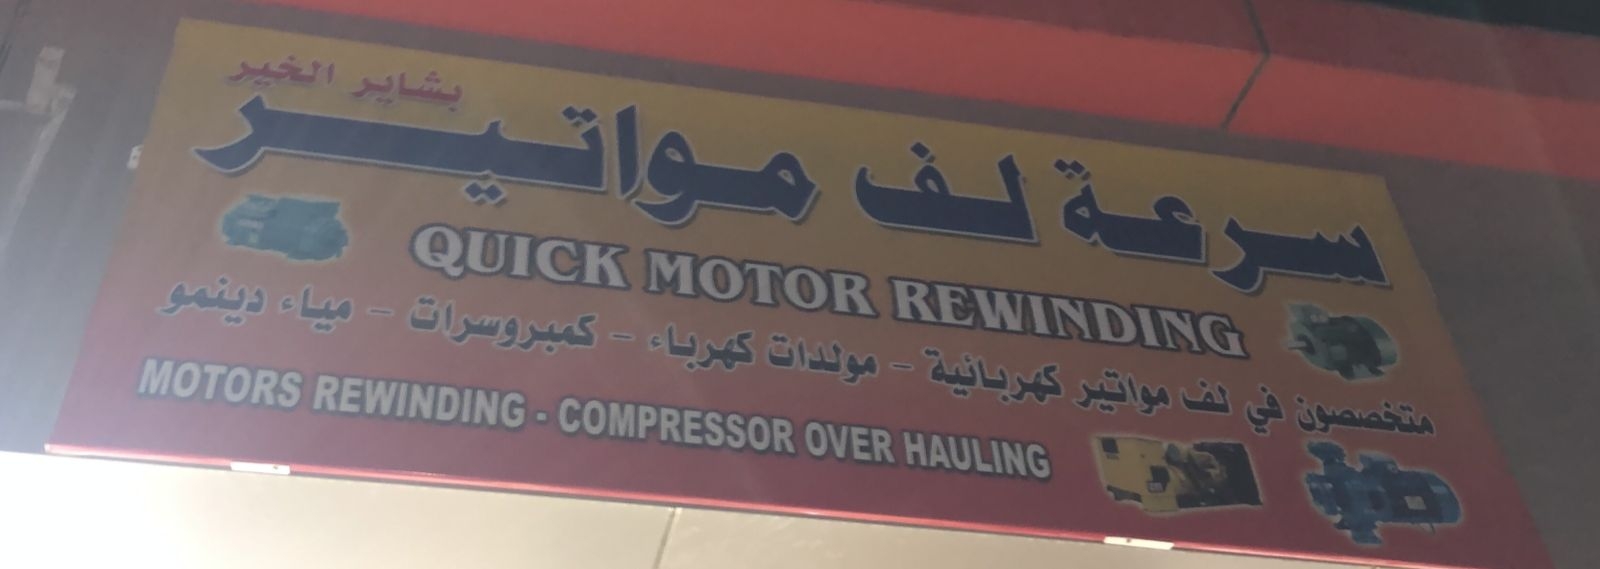 بشاير الخير
سرعة لف مواتير
QUICK MOTOR REWINDING
متخصصون في لف مواتير كهربائية - مولدات كهرباء - كمبروسرات - مياء دينمو
MOTORS REWINDING - COMPRESSOR OVER HAULING